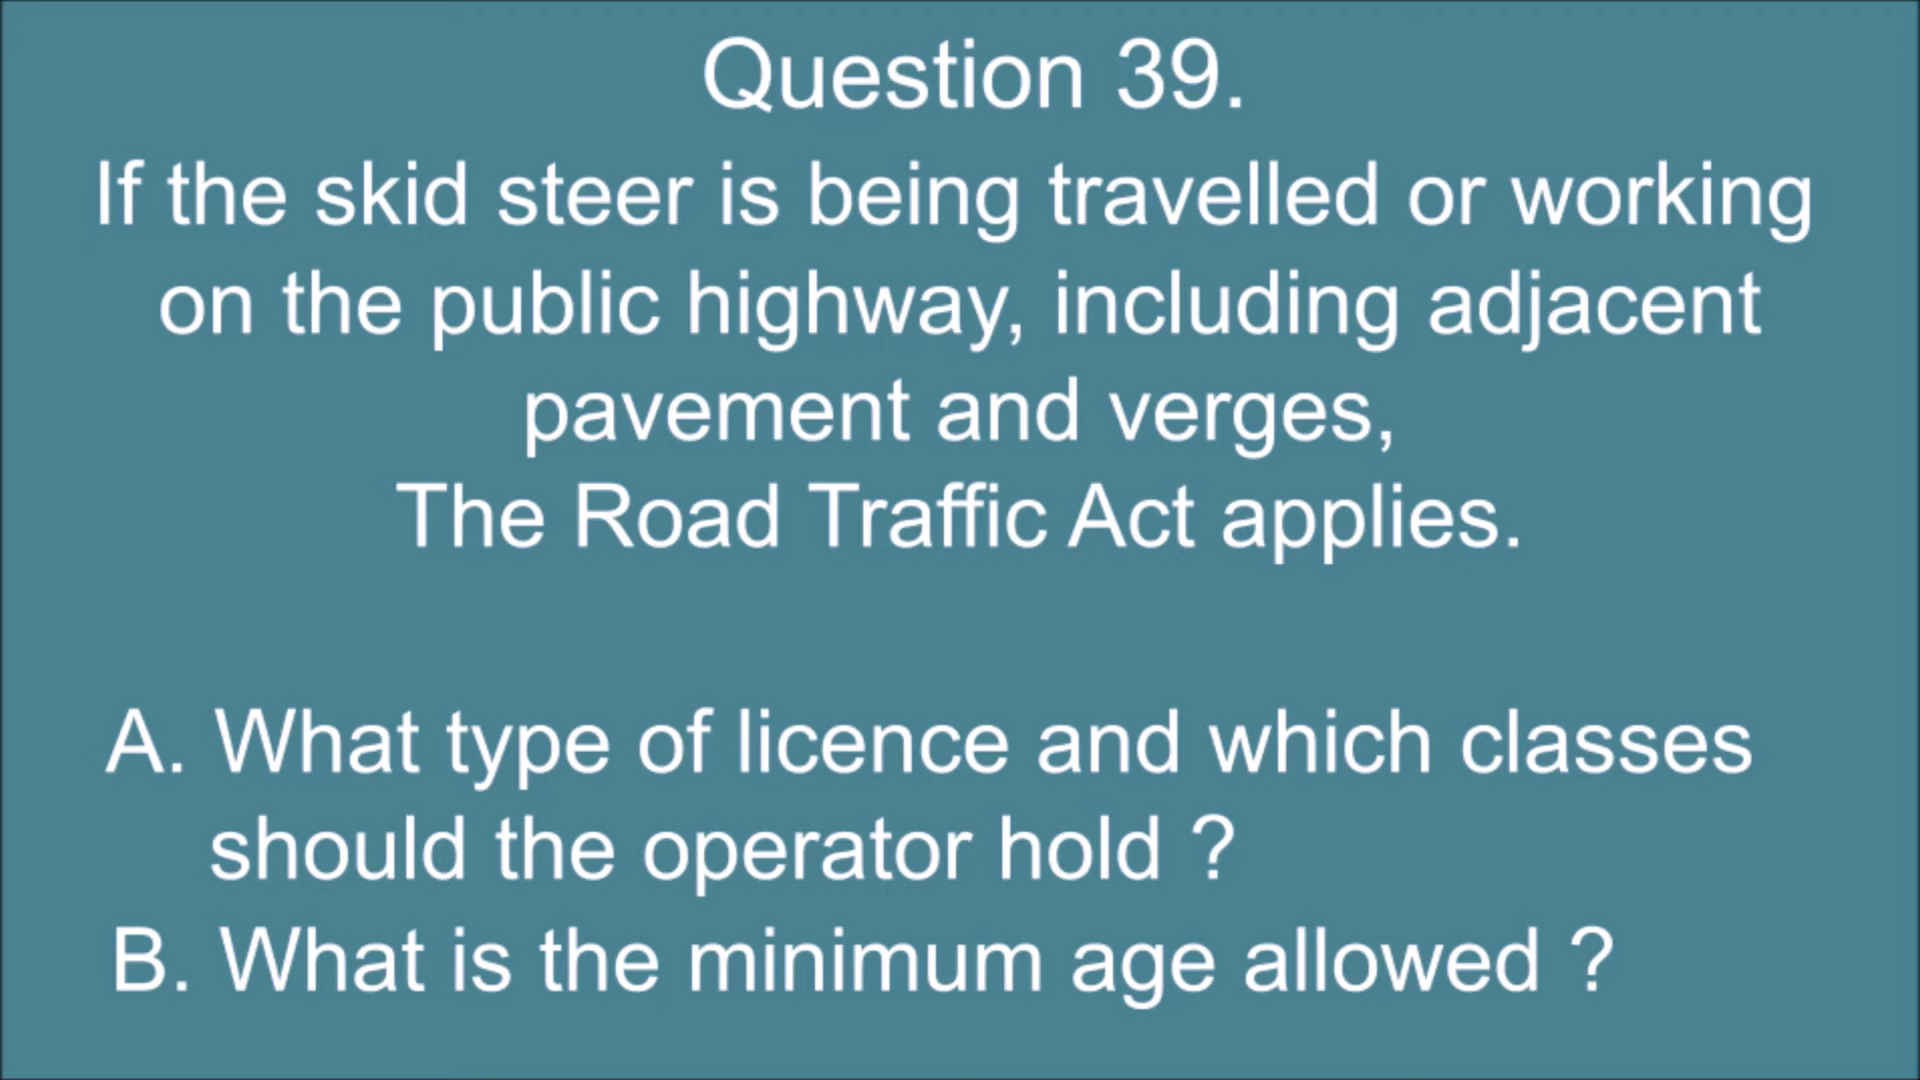 Question 39.
If the skid steer is being travelled or working
on the public highway, including adjacent
pavement and verges,
The Road Traffic Act applies.
A. What type of licence and which classes
should the operator hold ?
B. What is the minimum age allowed ?